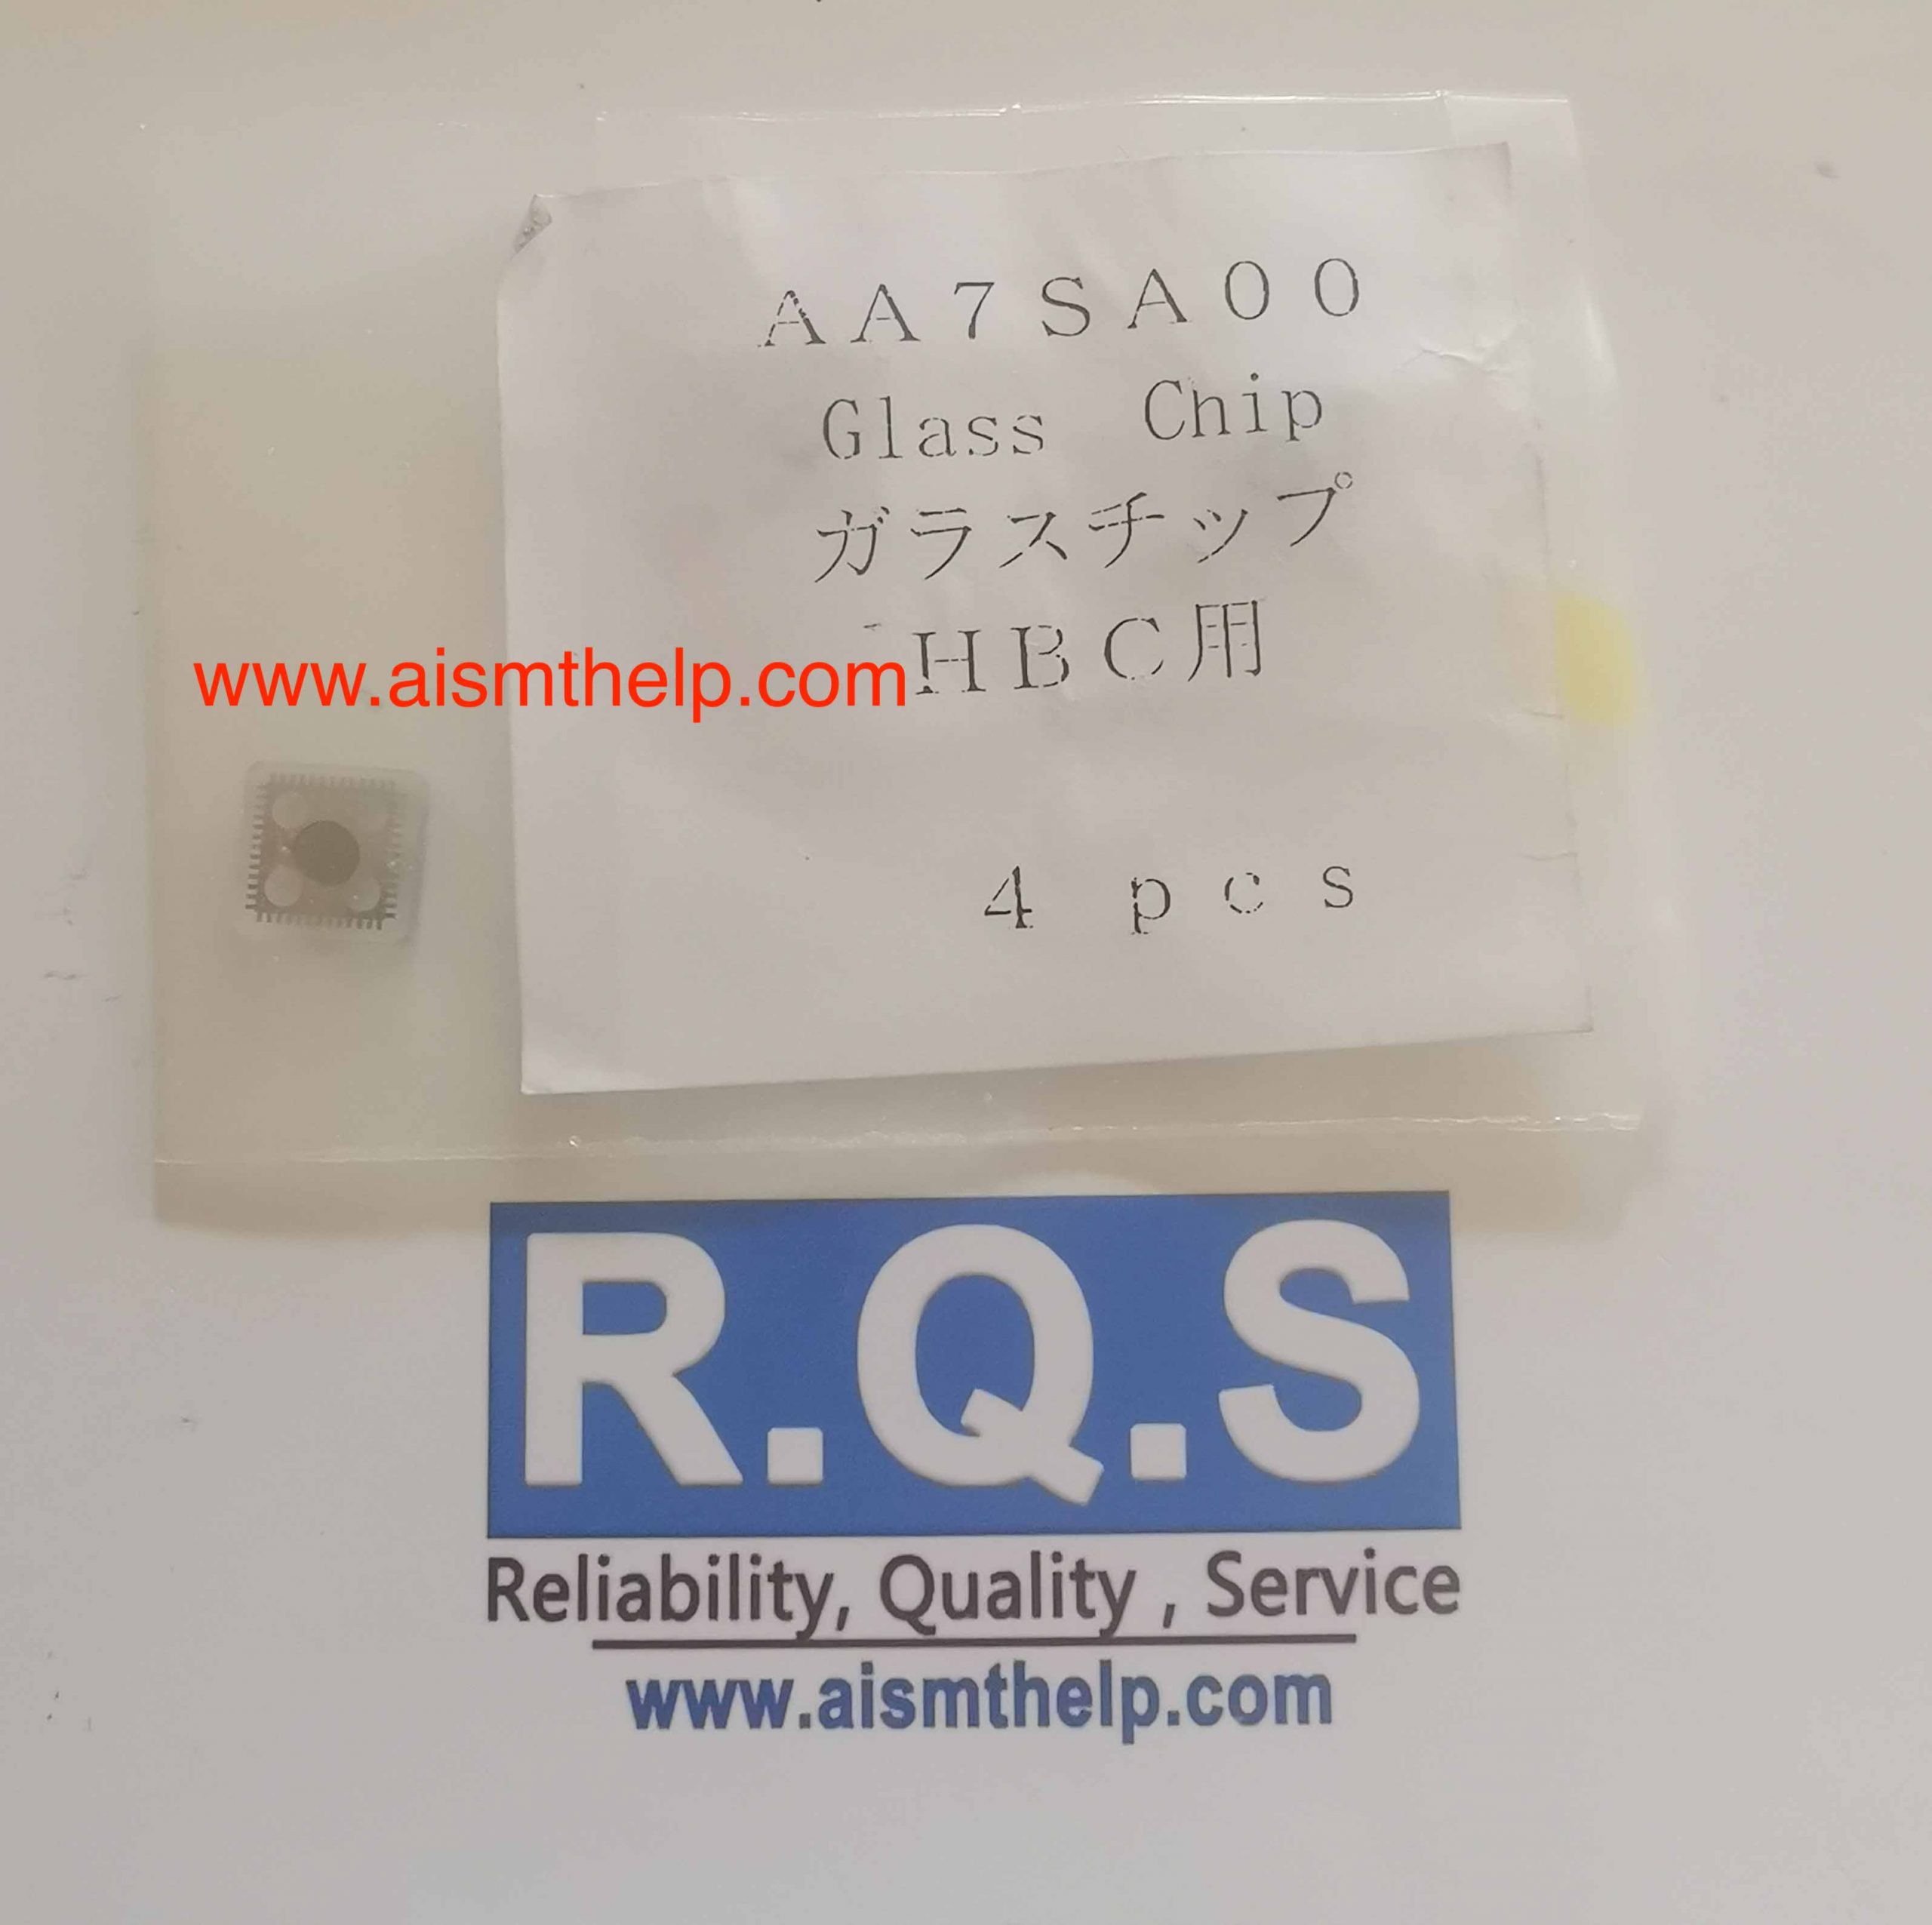 AA7SA00
Glass Chip
ガラスチップ
HBC用
www.aismthelp.com
4 pcs
R.Q.S
Reliability, Quality , Service
www.aismthelp.com